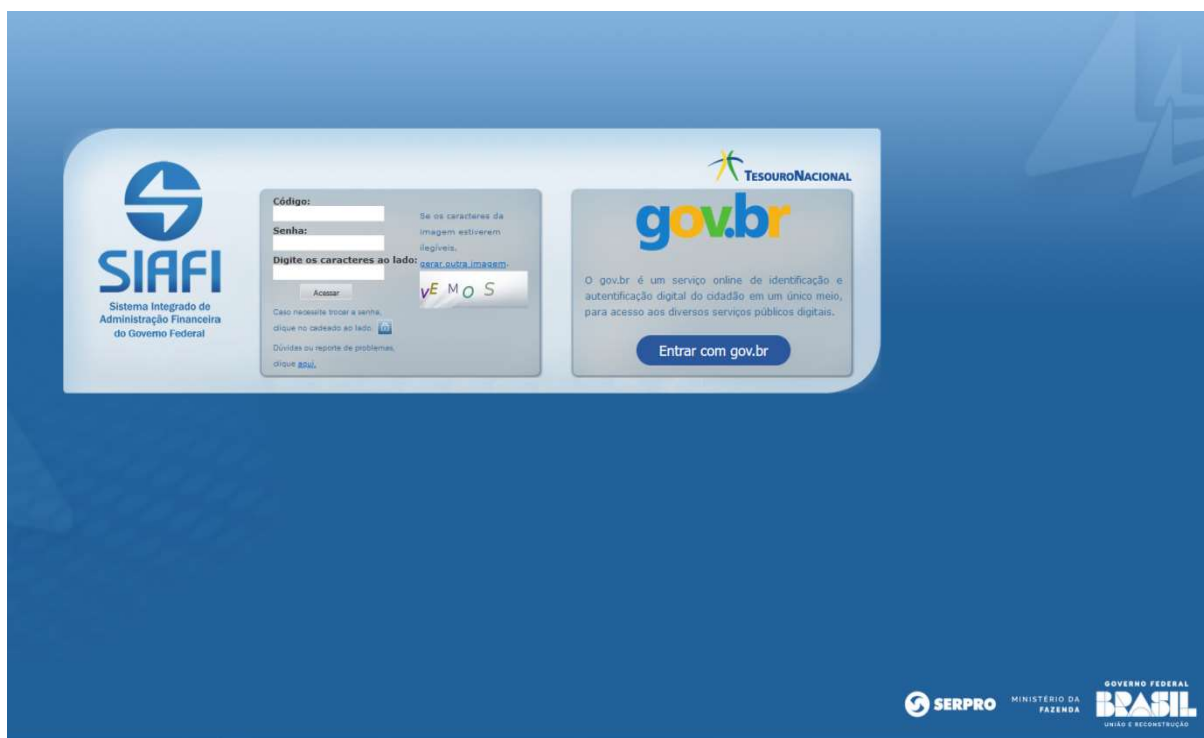 SIAFI
Sistema Integrado de
Administração Financeira
do Governo Federal
Código:
Senha:
Digite os caracteres ao lado:
Acessar
Caso necessite trocar a senha,
clique no cadeado ao lado.
Dúvidas ou reporte de problemas,
clique aqui.
Se os caracteres da
imagem estiverem
ilegíveis,
gerar outra imagem.
vE MO S
TESOURONACIONAL
gov.br
O gov.br é um serviço online de identificação e
autentificação digital do cidadão em um único meio,
para acesso aos diversos serviços públicos digitais.
Entrar com gov.br
SERPRO
MINISTÉRIO DA
FAZENDA
GOVERNO FEDERAL
BRASIL
UNIÃO E RECONSTRUÇÃO